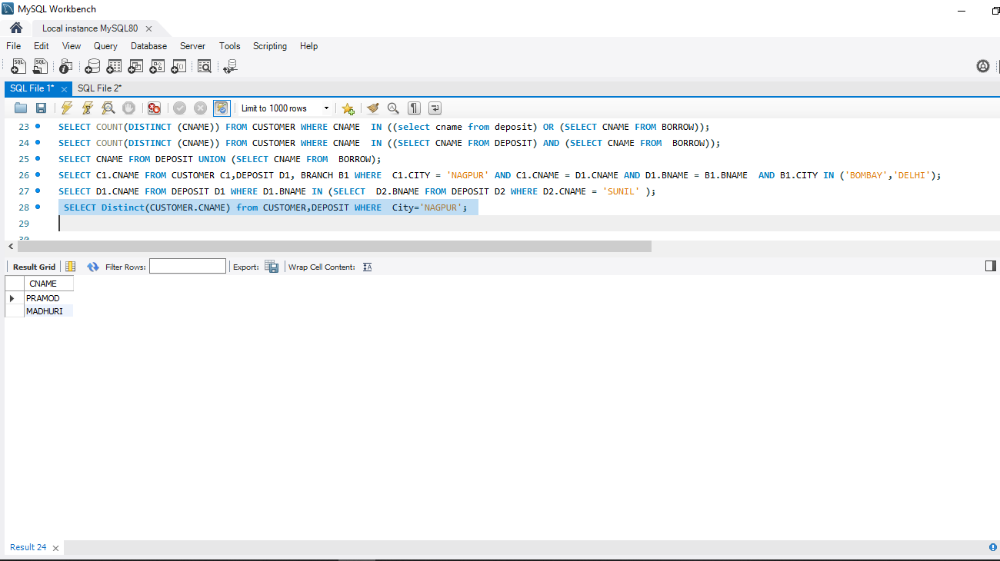 MySQL Workbench
Local instance MySQL80 ×
File Edit View Query Database Server Tools Scripting Help
SQL File 1* × SQL File 2*
Limit to 1000 rows
23 SELECT COUNT(DISTINCT (CNAME)) FROM CUSTOMER WHERE CNAME  IN ((select cname from deposit) OR (SELECT CNAME FROM BORROW));
24 SELECT COUNT(DISTINCT (CNAME)) FROM CUSTOMER WHERE CNAME  IN ((SELECT CNAME FROM DEPOSIT) AND (SELECT CNAME FROM  BORROW));
25 SELECT CNAME FROM DEPOSIT UNION (SELECT CNAME FROM  BORROW);
26 SELECT C1.CNAME FROM CUSTOMER C1,DEPOSIT D1, BRANCH B1 WHERE  C1.CITY = 'NAGPUR' AND C1.CNAME = D1.CNAME AND D1.BNAME = B1.BNAME  AND B1.CITY IN ('BOMBAY','DELHI');
27 SELECT D1.CNAME FROM DEPOSIT D1 WHERE D1.BNAME IN (SELECT  D2.BNAME FROM DEPOSIT D2 WHERE D2.CNAME = 'SUNIL' );
28 SELECT Distinct(CUSTOMER.CNAME) from CUSTOMER,DEPOSIT WHERE  City='NAGPUR';
29
30
Result Grid Filter Rows: Export: Wrap Cell Content:
CNAME
PRAMOD
MADHURI
Result 24 ×